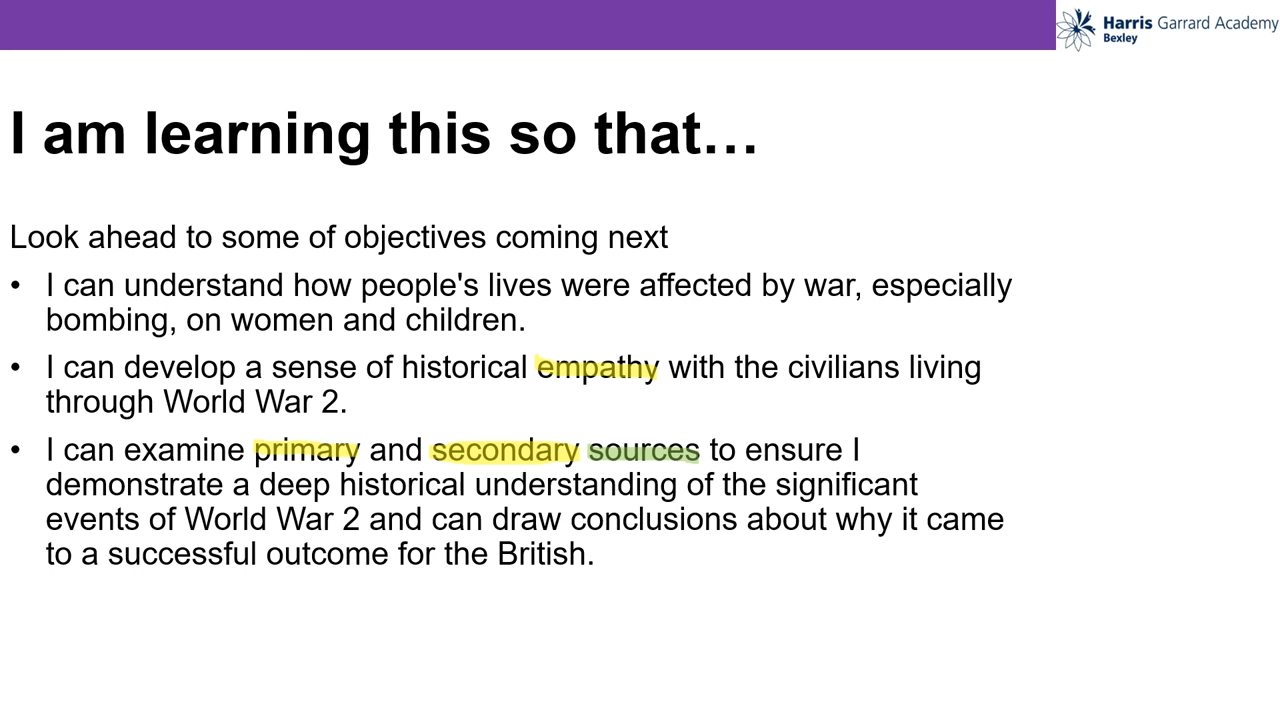 Harris Garrard Academy
Bexley
I am learning this so that…
Look ahead to some of objectives coming next
• I can understand how people's lives were affected by war, especially
bombing, on women and children.
• I can develop a sense of historical empathy with the civilians living
through World War 2.
• I can examine primary and secondary sources to ensure I
demonstrate a deep historical understanding of the significant
events of World War 2 and can draw conclusions about why it came
to a successful outcome for the British.